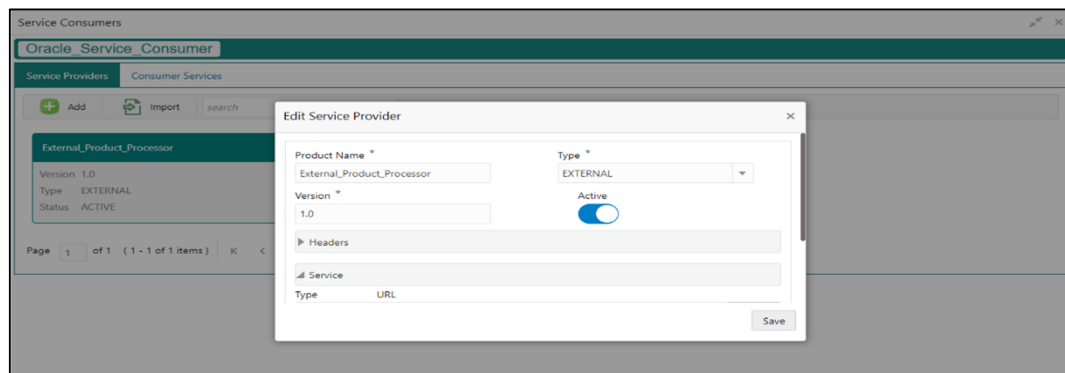 Service Consumers
Oracle_Service_Consumer
Service Providers Consumer Services
Add Import search
External_Product_Processor
Version 1.0
Type EXTERNAL
Status ACTIVE
Page 1 of 1 (1 - 1 of 1 items)
Edit Service Provider
Product Name * Type *
External_Product_Processor EXTERNAL
Version * Active
1.0
Headers
Service
Type URL
Save